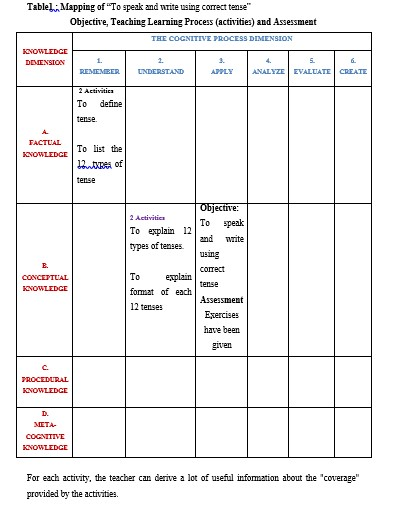 Table1.: Mapping of “To speak and write using correct tense”
Objective, Teaching Learning Process (activities) and Assessment
KNOWLEDGE
DIMENSION
THE COGNITIVE PROCESS DIMENSION
1.
REMEMBER
2.
UNDERSTAND
3.
APPLY
4.
ANALYZE
5.
EVALUATE
6.
CREATE
A.
FACTUAL
KNOWLEDGE
2 Activities
To define
tense.
To list the
12 types of
tense
B.
CONCEPTUAL
KNOWLEDGE
2 Activities
To explain 12
types of tenses.
To explain
format of each
12 tenses
Objective:
To speak
and write
using
correct
tense
Assessment
Exercises
have been
given
C.
PROCEDURAL
KNOWLEDGE
D.
META-
COGNITIVE
KNOWLEDGE
For each activity, the teacher can derive a lot of useful information about the "coverage"
provided by the activities.